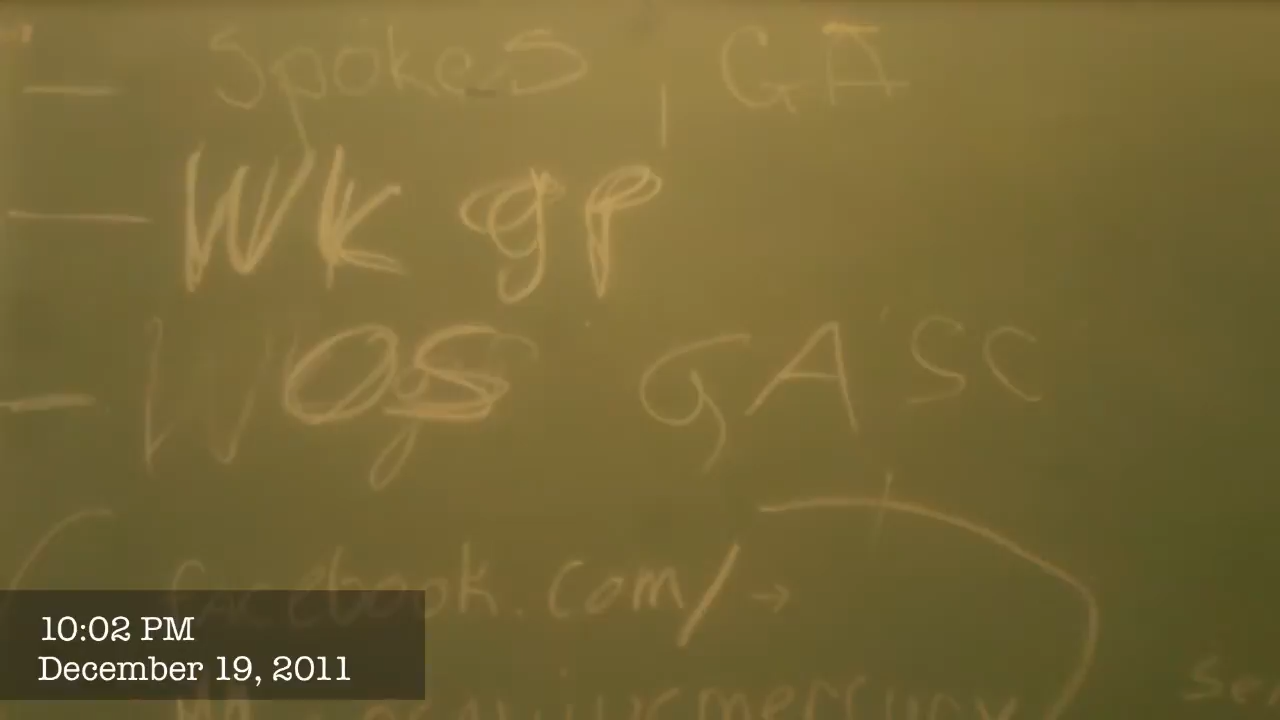 — Spokes, GA
— Wk gp
— WOS GA'SC
facebook.com/→
10:02 PM
December 19, 2011